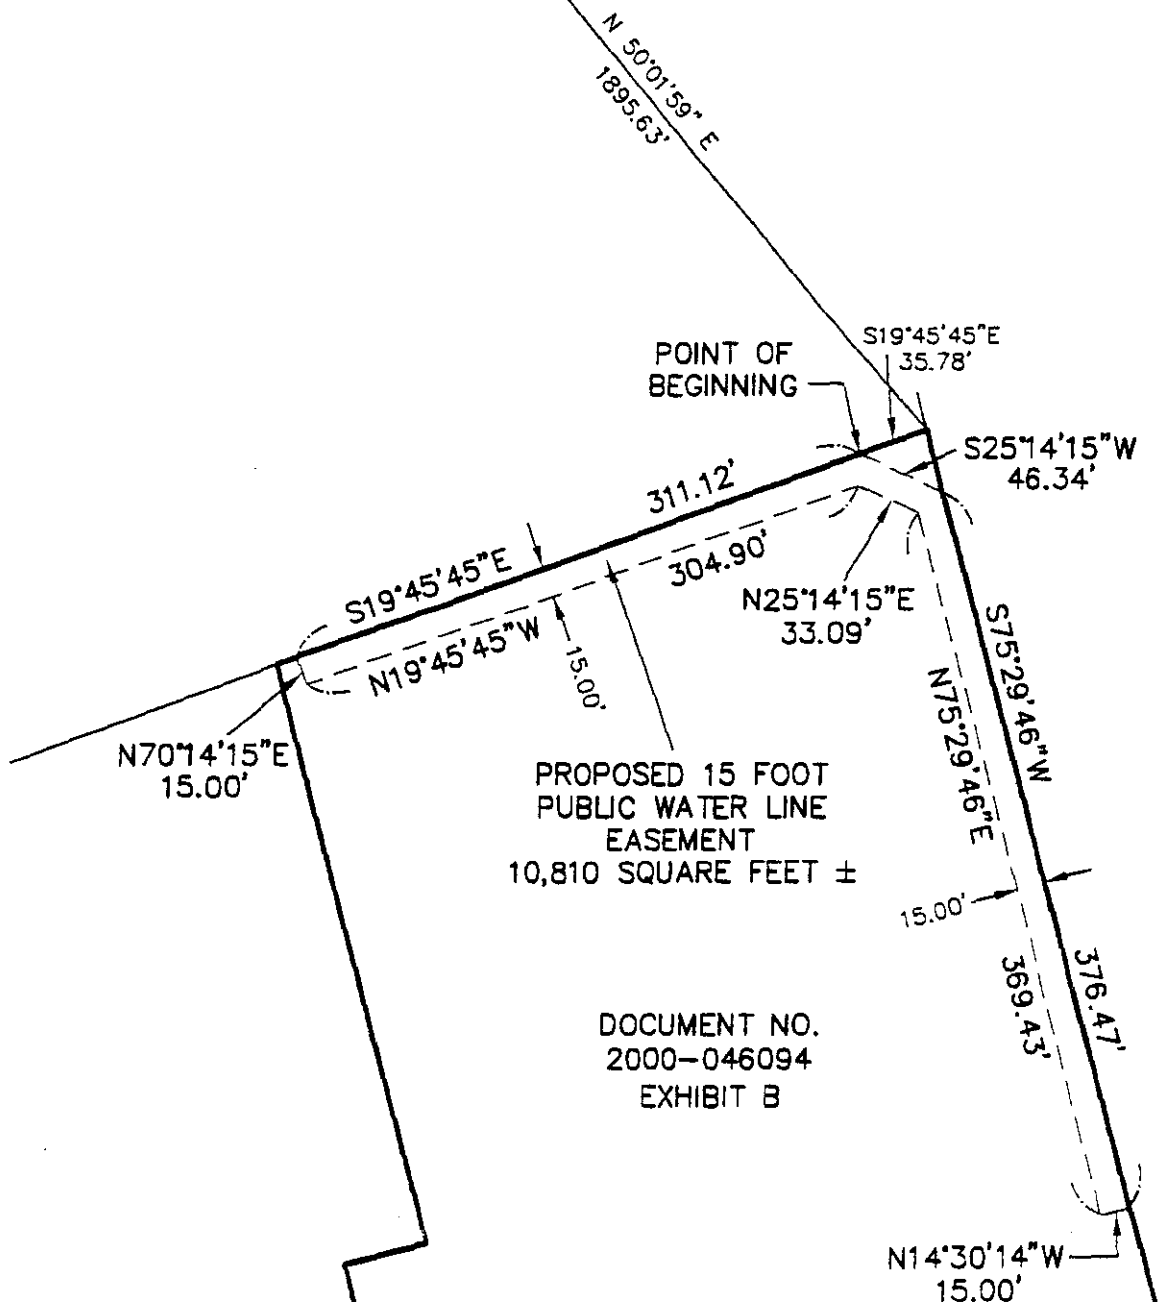 N 50°01'59" E
1895.63'
S19°45'45"E
35.78'
POINT OF
BEGINNING
S25°14'15"W
46.34'
311.12'
S19°45'45"E
304.90'
N25°14'15"E
33.09'
N19°45'45"W
15.00'
S75°29'46"W
N75°29'46"E
N70°14'15"E
15.00'
PROPOSED 15 FOOT
PUBLIC WATER LINE
EASEMENT
10,810 SQUARE FEET ±
15.00'
376.47'
369.43'
DOCUMENT NO.
2000-046094
EXHIBIT B
N14°30'14"W
15.00'